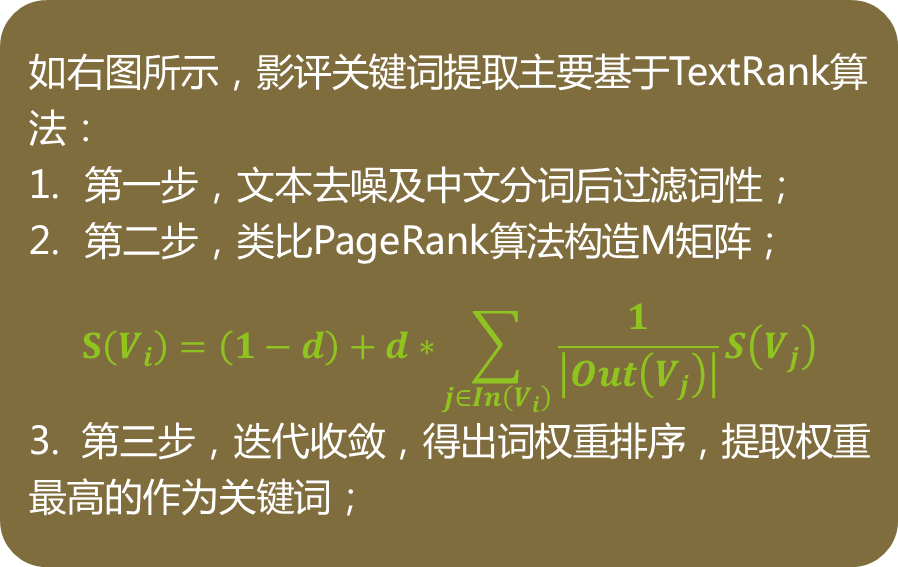 如右图所示，影评关键词提取主要基于TextRank算
法：
1. 第一步，文本去噪及中文分词后过滤词性；
2. 第二步，类比PageRank算法构造M矩阵；
S(V_i) = (1 − d) + d * ∑_{j∈In(V_i)} 1/|Out(V_j)| S(V_j)
3. 第三步，迭代收敛，得出词权重排序，提取权重
最高的作为关键词；